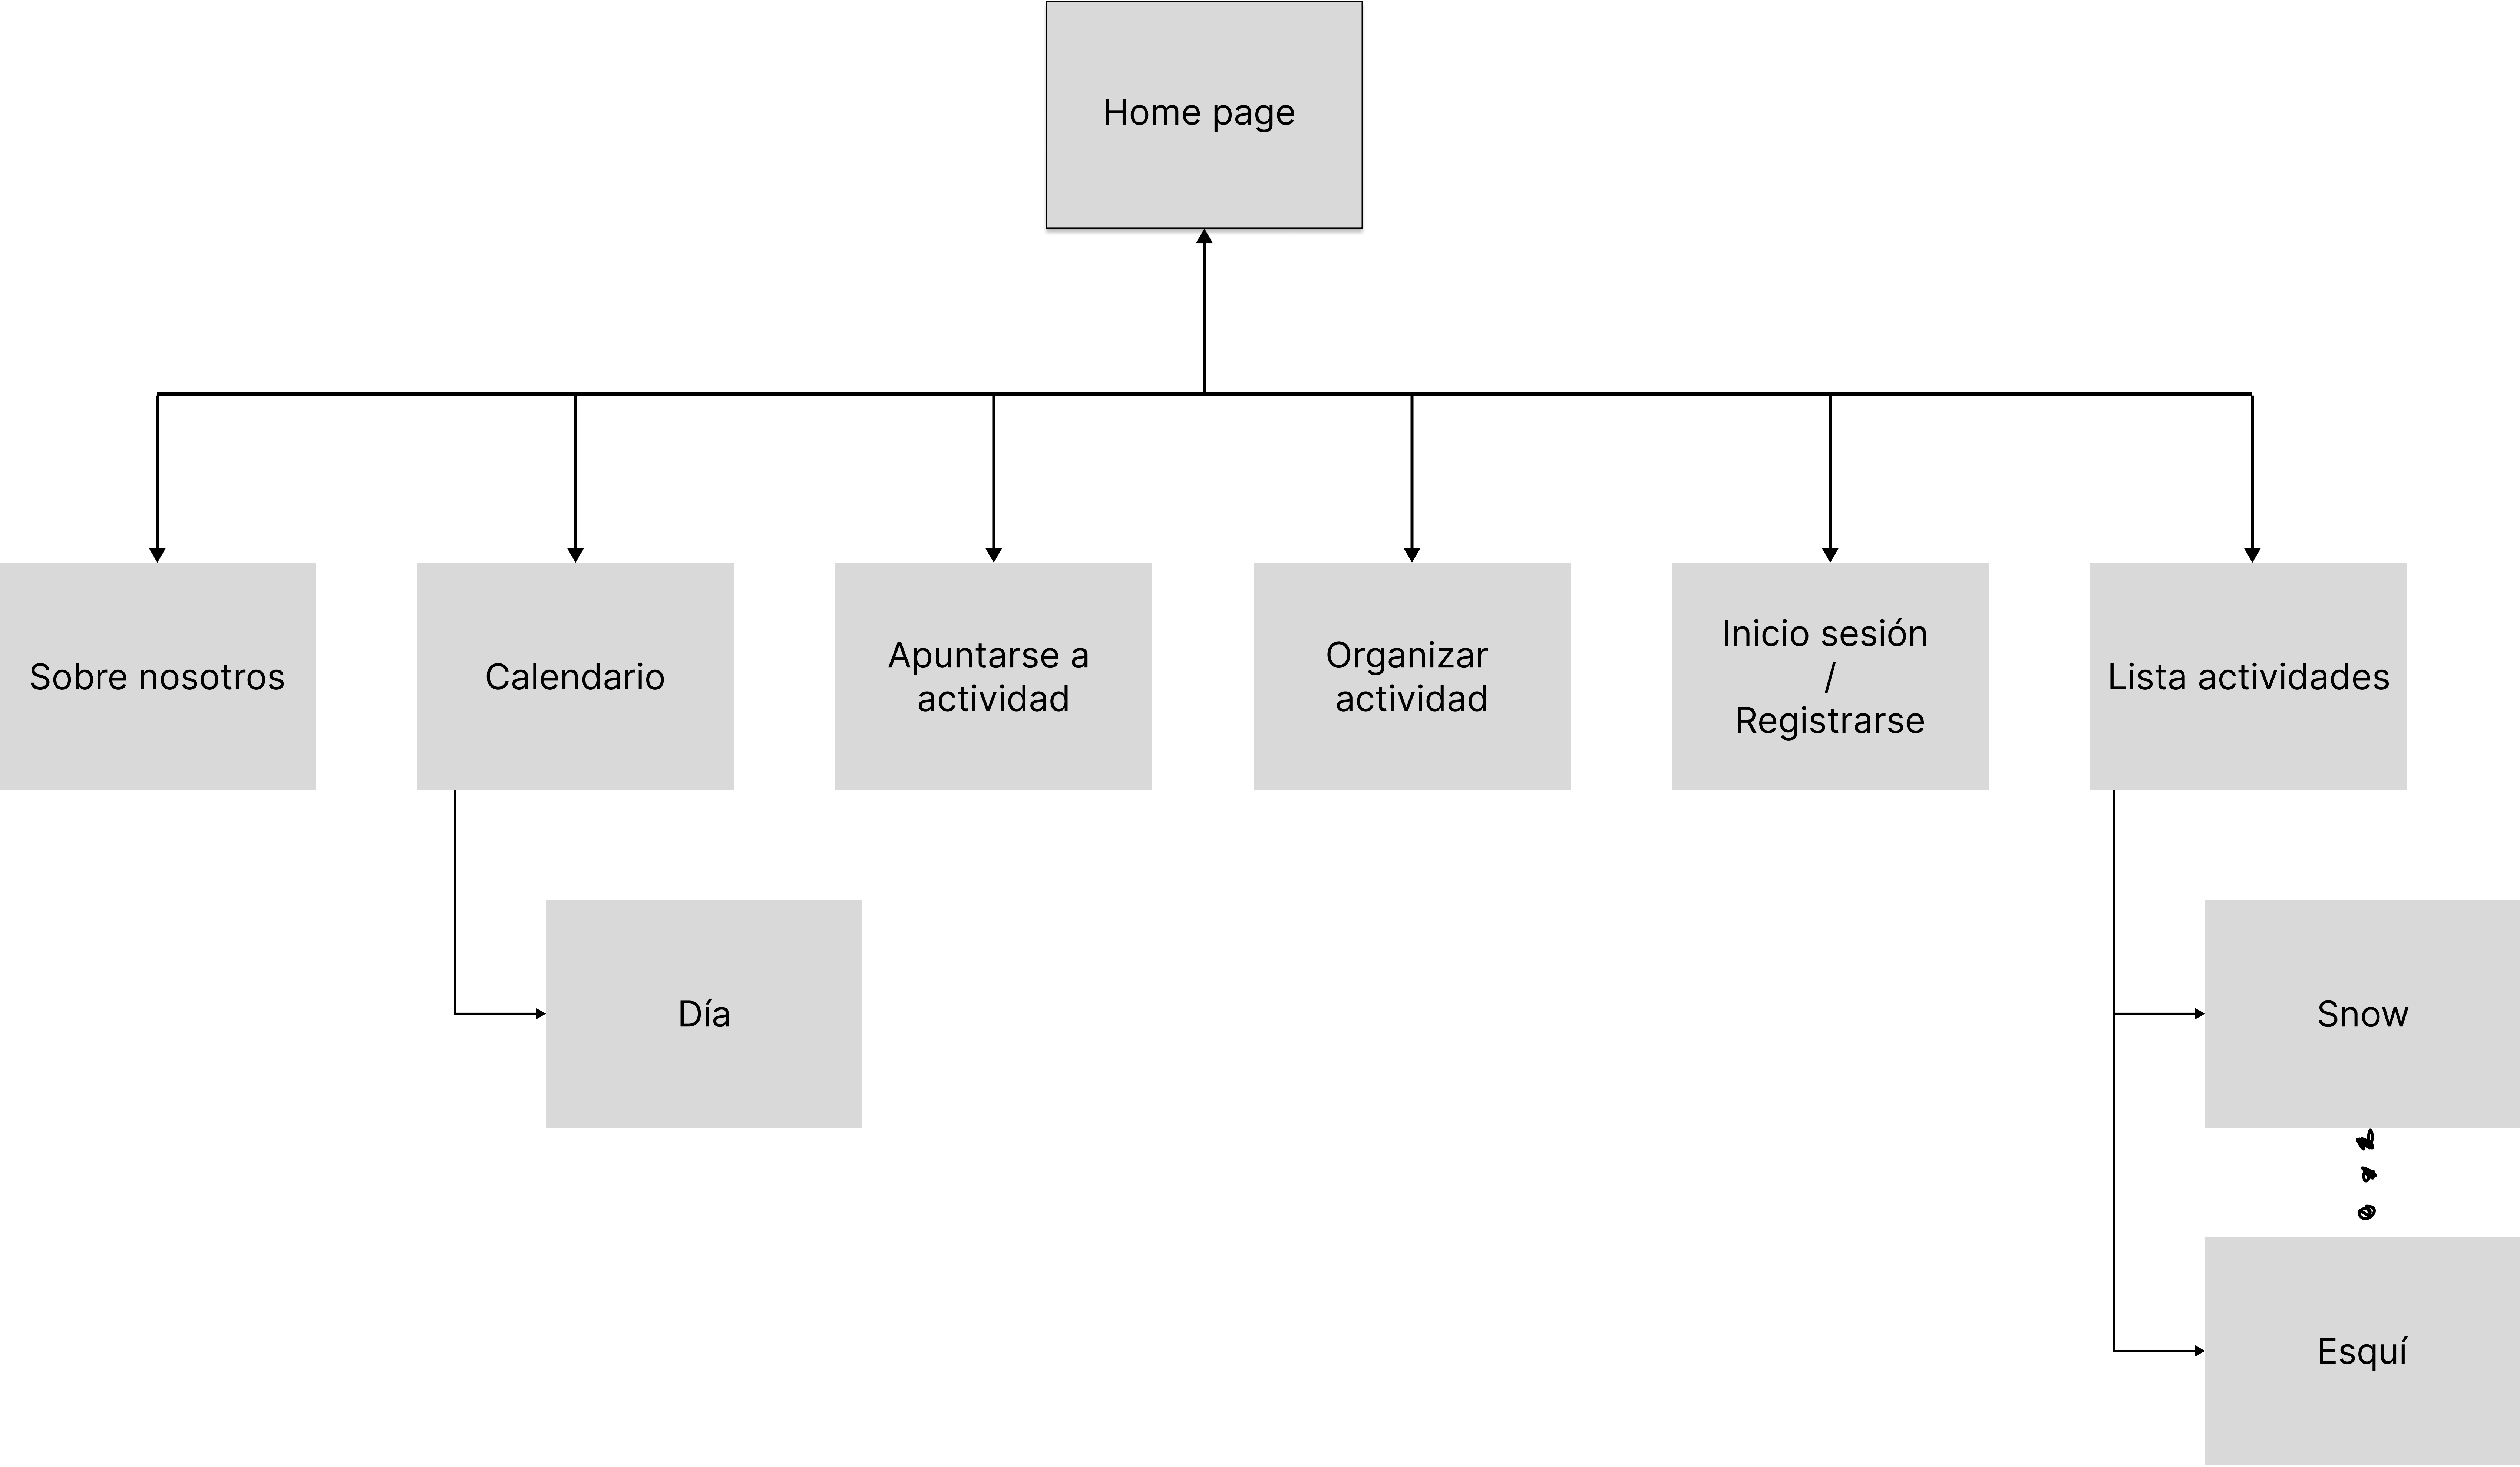 Home page
Sobre nosotros
Calendario
Apuntarse a
actividad
Organizar
actividad
Inicio sesión
/
Registrarse
Lista actividades
Día
Snow
Esquí